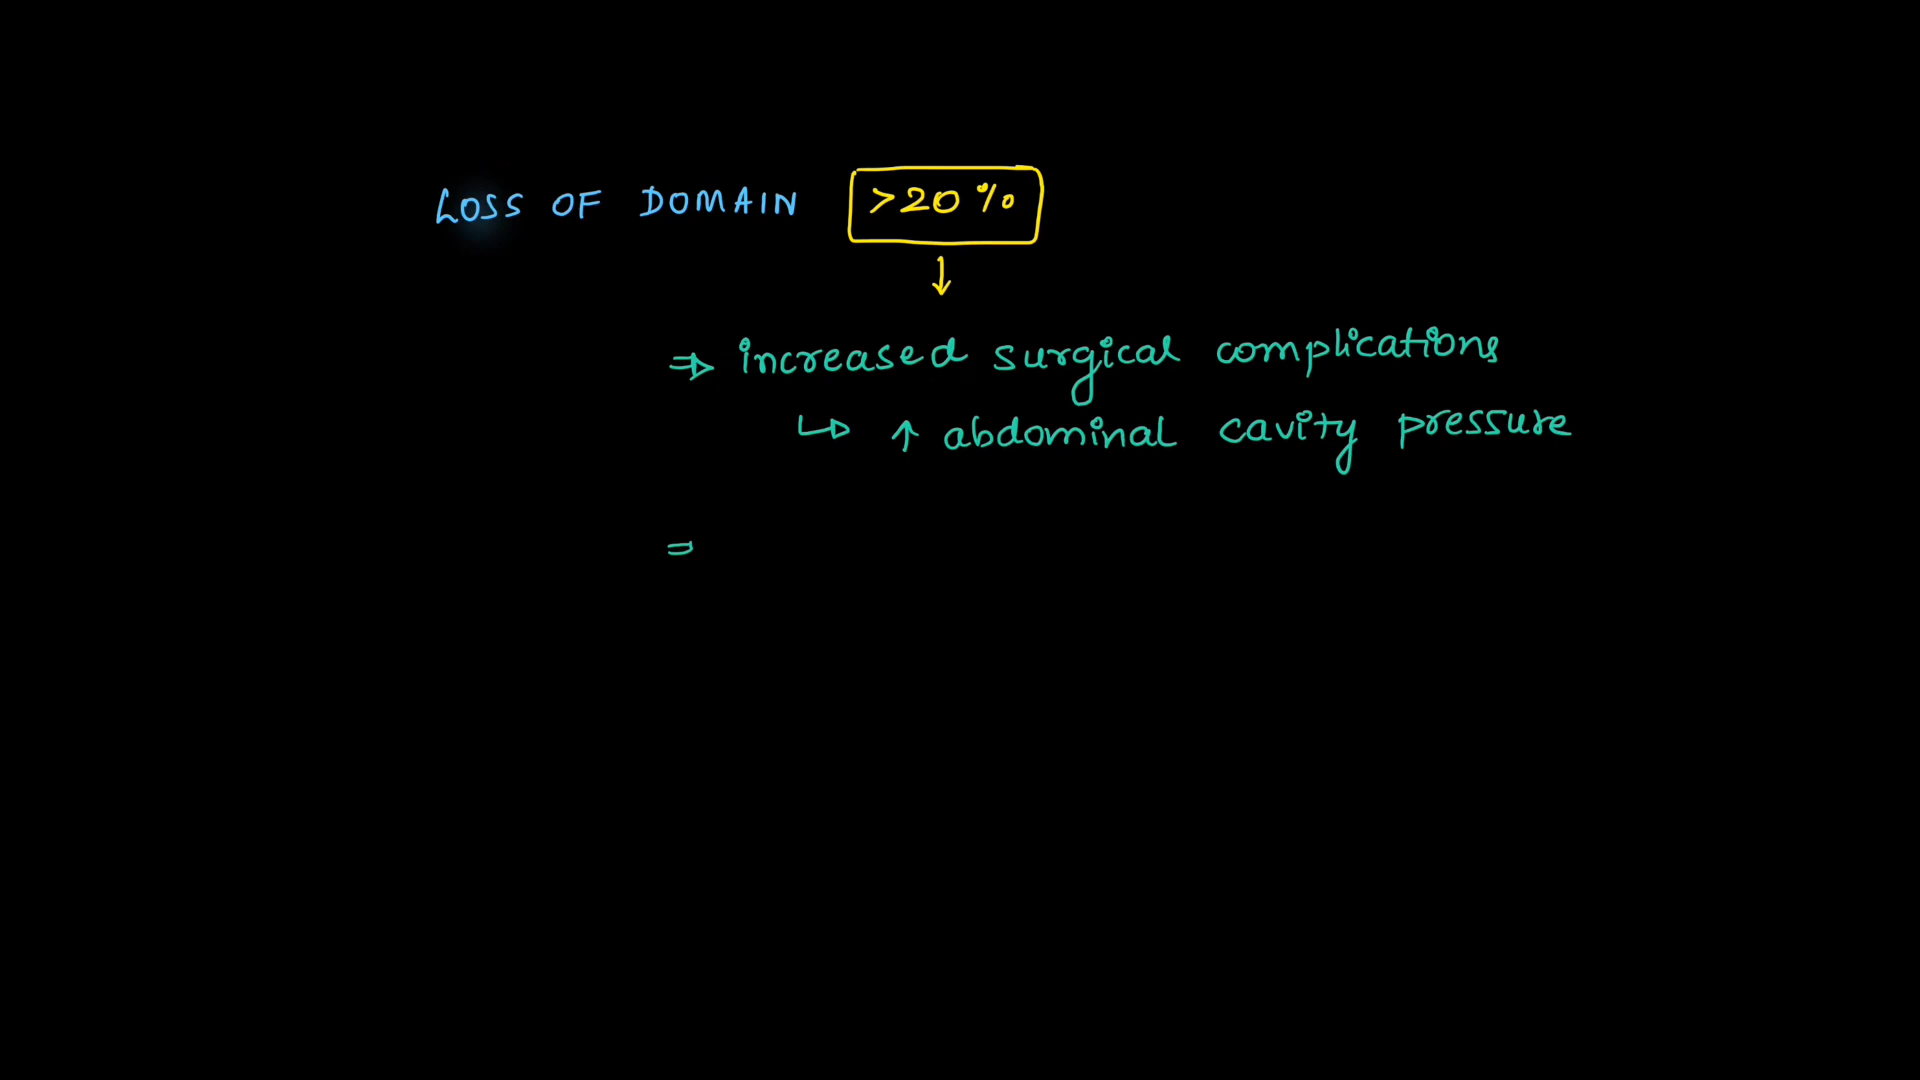 LOSS OF DOMAIN >20%
↓
⇒ increased surgical complications
↳ ↑ abdominal cavity pressure
=